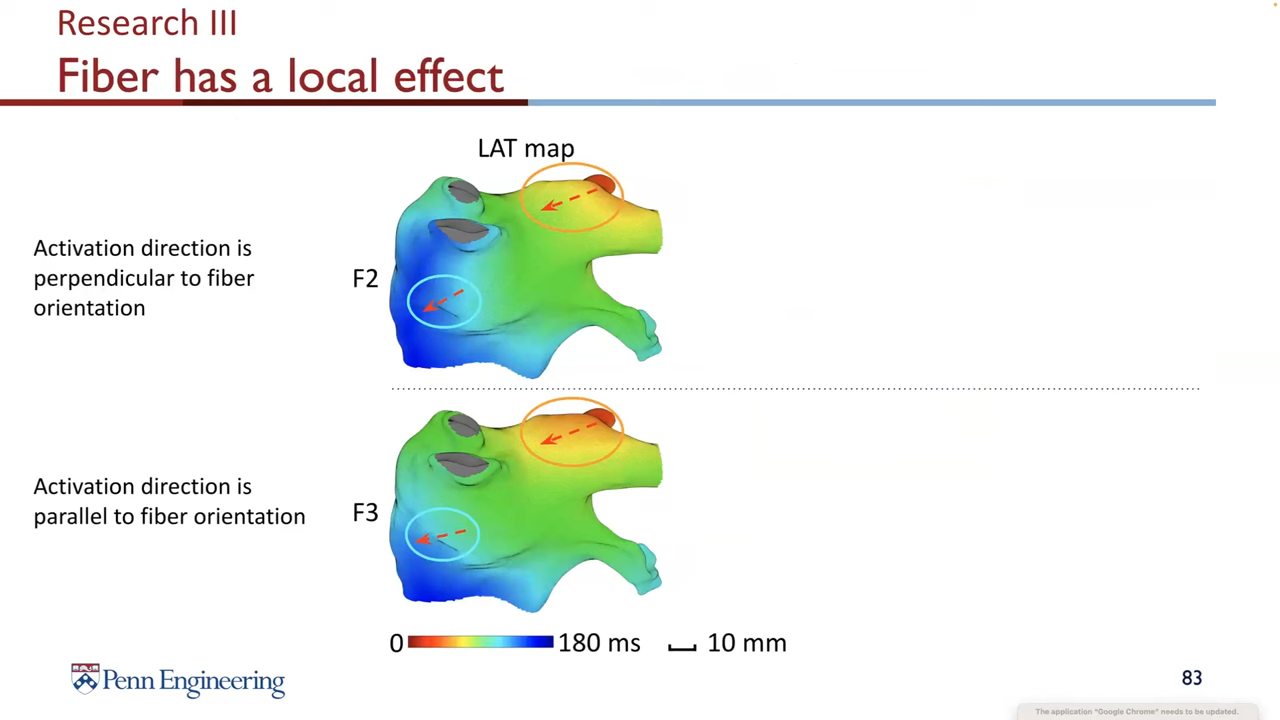 Research III
Fiber has a local effect
LAT map
Activation direction is
perpendicular to fiber
orientation
F2
Activation direction is
parallel to fiber orientation
F3
0 180 ms 10 mm
Penn Engineering
83
The application “Google Chrome” needs to be updated.